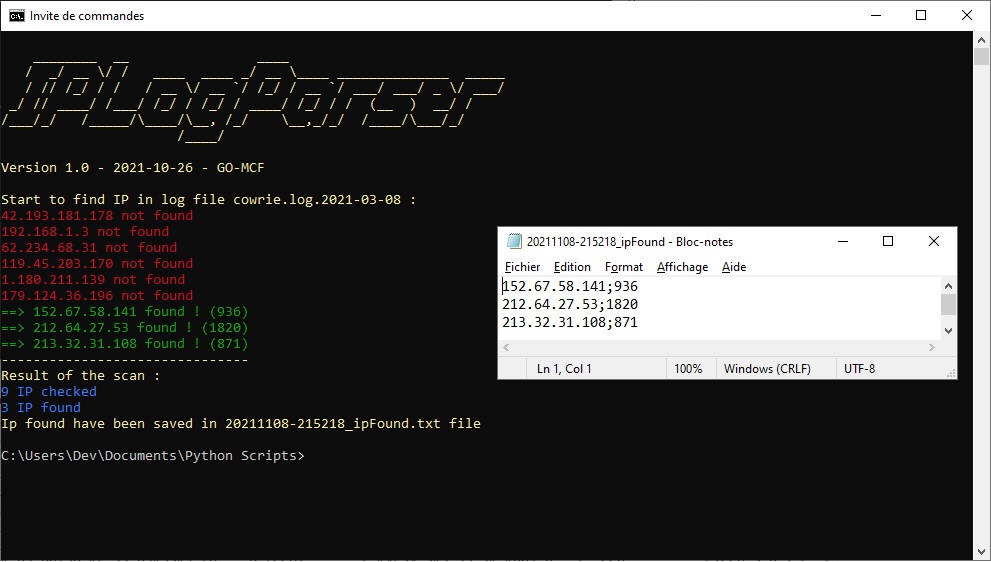 Invite de commandes
IPLogParser
Version 1.0 - 2021-10-26 - GO-MCF
Start to find IP in log file cowrie.log.2021-03-08 :
42.193.181.178 not found
192.168.1.3 not found
62.234.68.31 not found
119.45.203.170 not found
1.180.211.139 not found
179.124.36.196 not found
==> 152.67.58.141 found ! (936)
==> 212.64.27.53 found ! (1820)
==> 213.32.31.108 found ! (871)
-------------------------------
Result of the scan :
9 IP checked
3 IP found
Ip found have been saved in 20211108-215218_ipFound.txt file
C:\Users\Dev\Documents\Python Scripts>
20211108-215218_ipFound - Bloc-notes
Fichier Edition Format Affichage Aide
152.67.58.141;936
212.64.27.53;1820
213.32.31.108;871
Ln 1, Col 1 100% Windows (CRLF) UTF-8